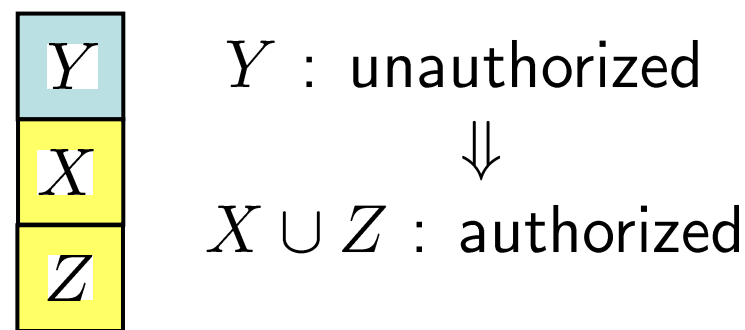 Y    Y : unauthorized
⇓
X
X ∪ Z : authorized
Z